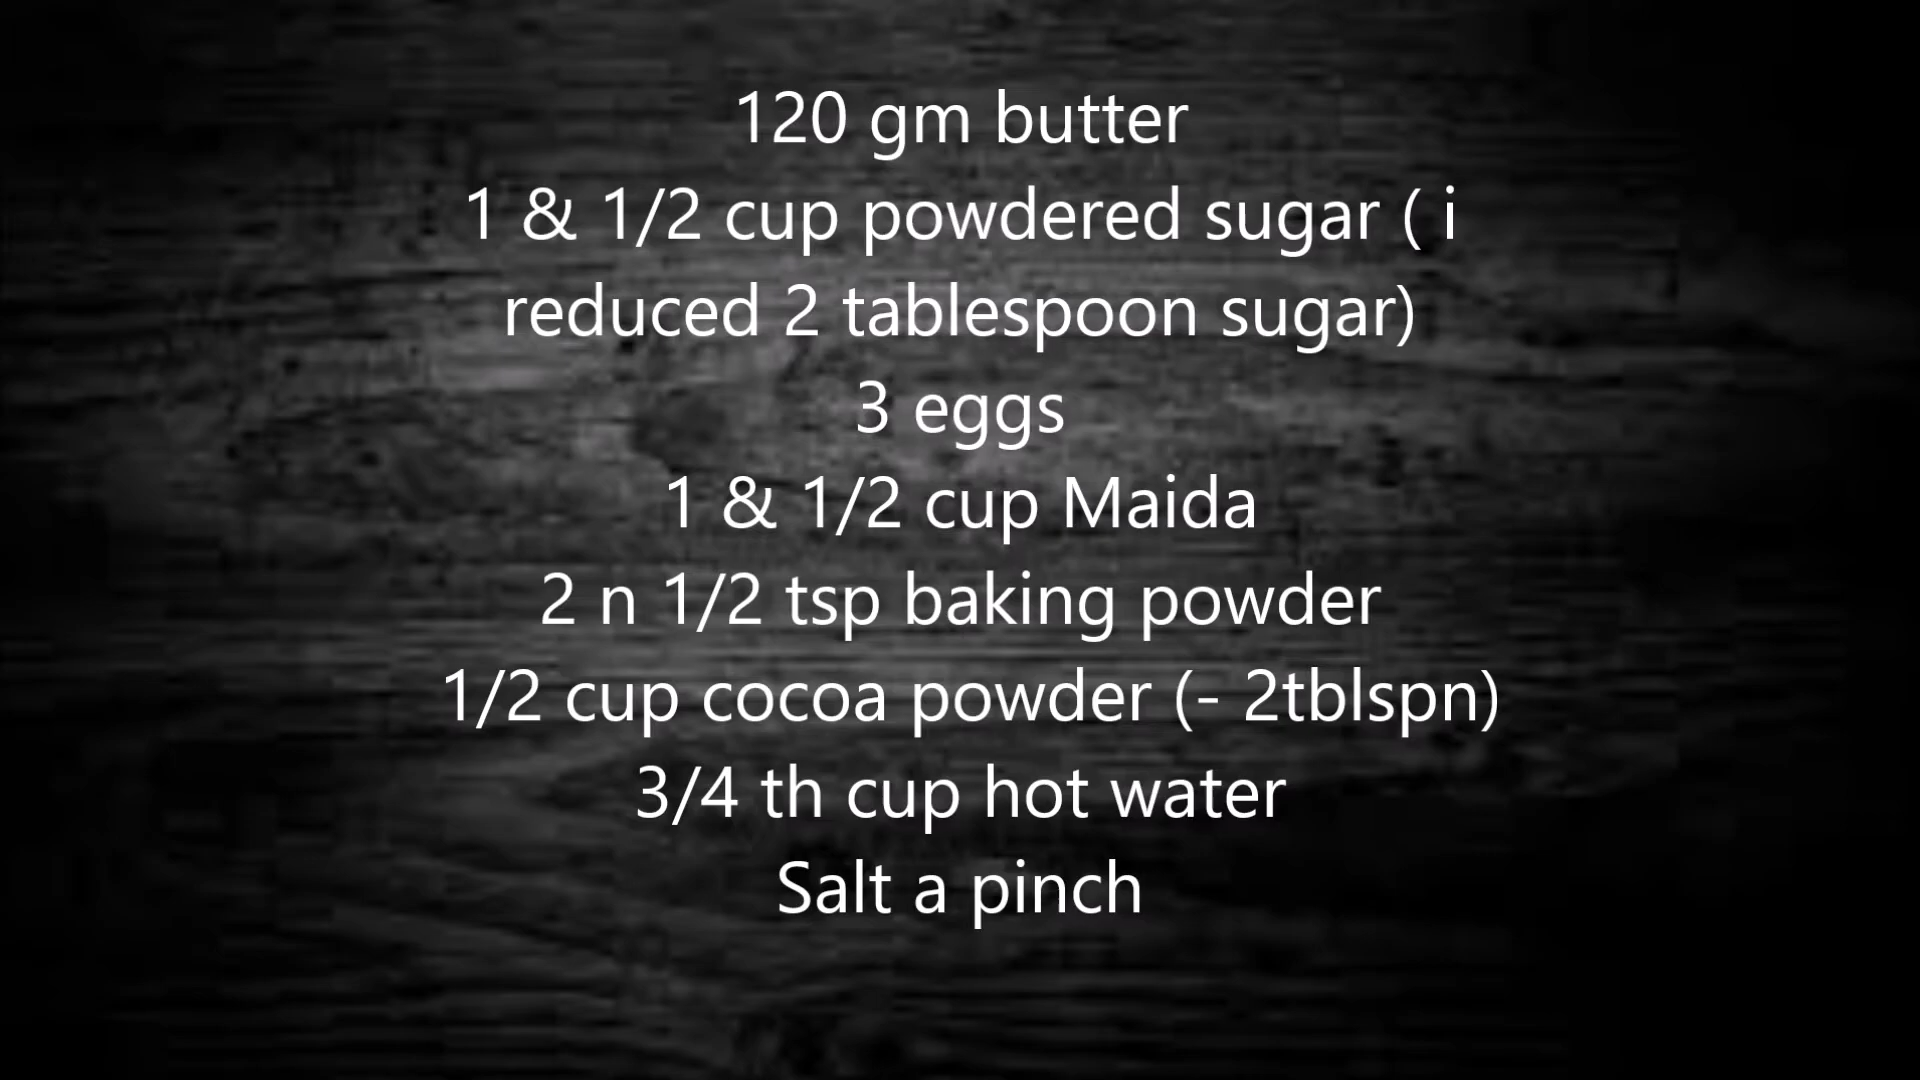 120 gm butter
1 & 1/2 cup powdered sugar ( i
reduced 2 tablespoon sugar)
3 eggs
1 & 1/2 cup Maida
2 n 1/2 tsp baking powder
1/2 cup cocoa powder (- 2tblspn)
3/4 th cup hot water
Salt a pinch